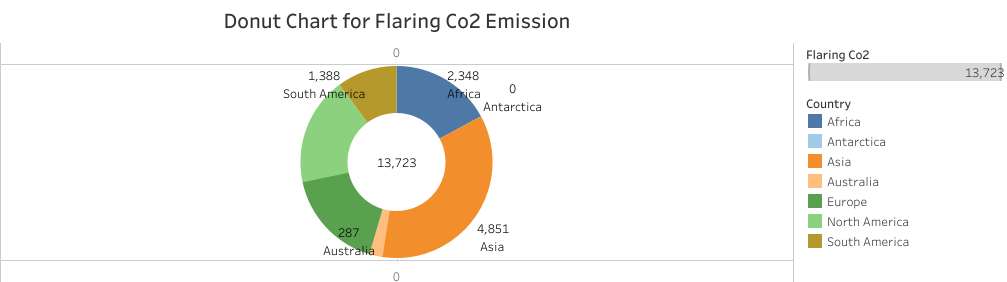 Donut Chart for Flaring Co2 Emission
0
1,388
South America
2,348
Africa
0
Antarctica
13,723
4,851
Asia
287
Australia
0
Flaring Co2
13,723
Country
Africa
Antarctica
Asia
Australia
Europe
North America
South America